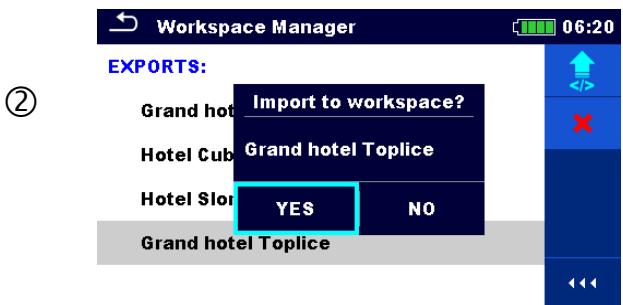 Workspace Manager 06:20
EXPORTS:
</>
②
Grand hot
Import to workspace?
Hotel Cub
Grand hotel Toplice
Hotel Slon
YES NO
Grand hotel Toplice